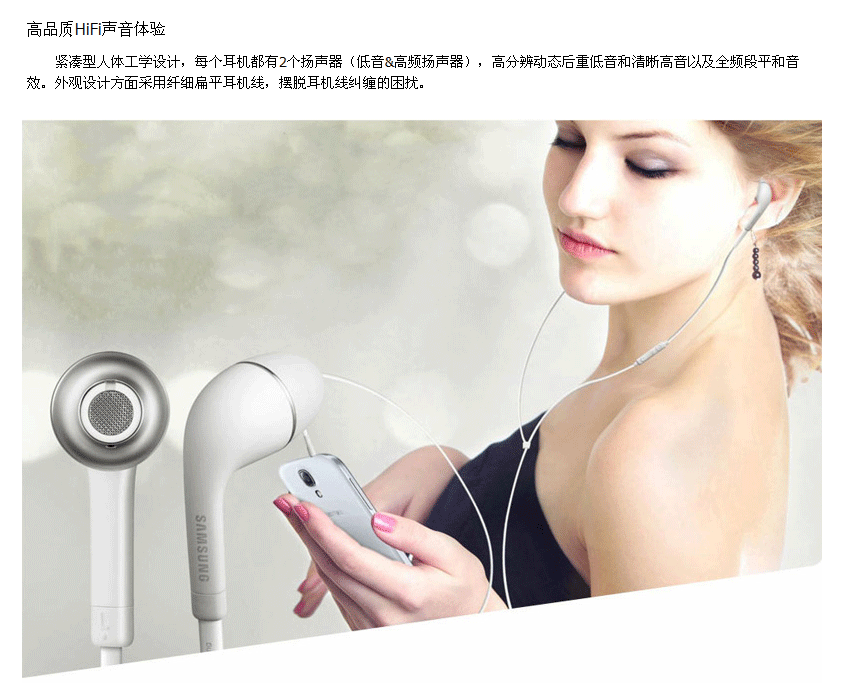 高品质HiFi声音体验
紧凑型人体工学设计，每个耳机都有2个扬声器（低音&高频扬声器），高分辨动态后重低音和清晰高音以及全频段平和音
效。外观设计方面采用纤细扁平耳机线，摆脱耳机线纠缠的困扰。
SAMSUNG